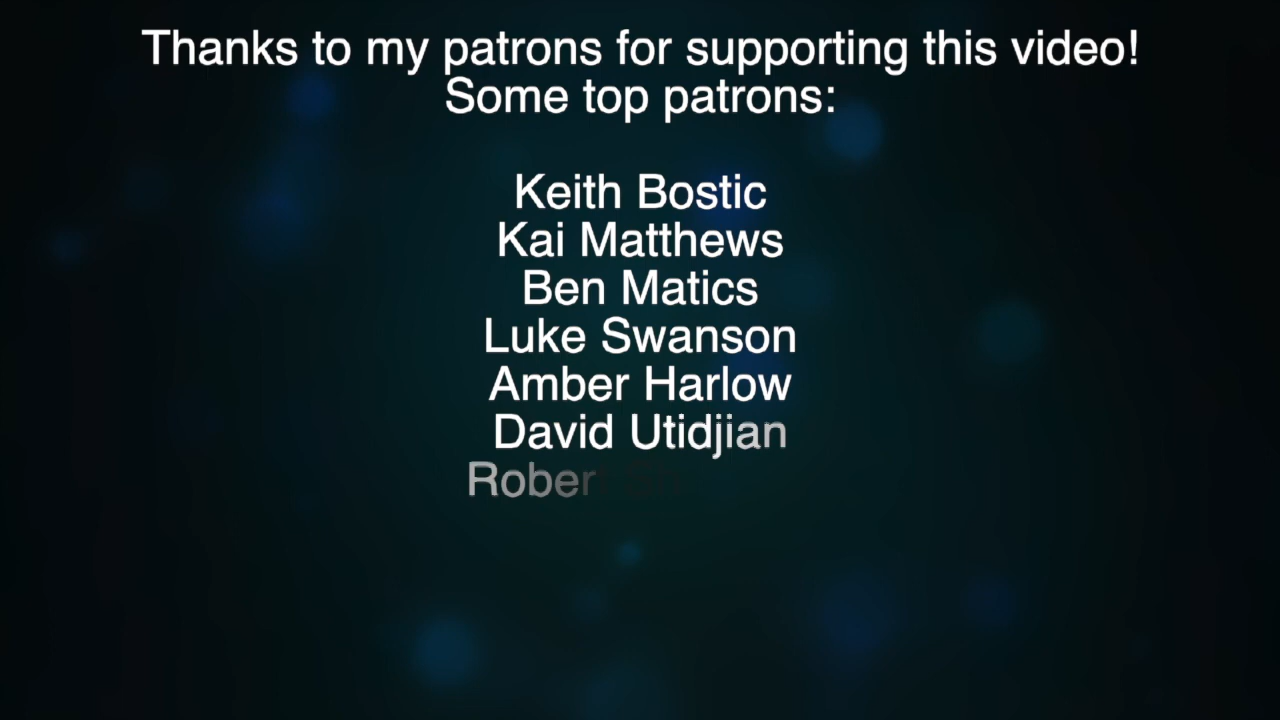 Thanks to my patrons for supporting this video!
Some top patrons:
Keith Bostic
Kai Matthews
Ben Matics
Luke Swanson
Amber Harlow
David Utidjian